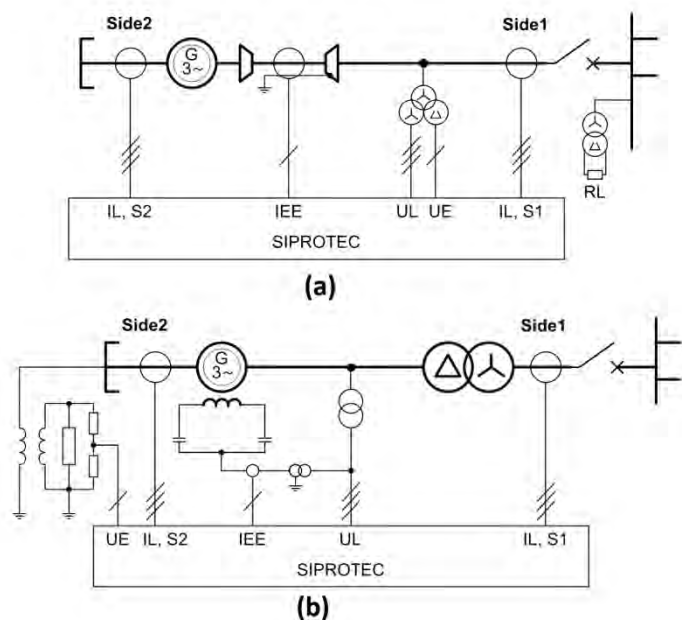 Side2
Side1
G
3~
RL
IL, S2
IEE
UL
UE
IL, S1
SIPROTEC
(a)
Side2
Side1
G
3~
UE
IL, S2
IEE
UL
IL, S1
SIPROTEC
(b)